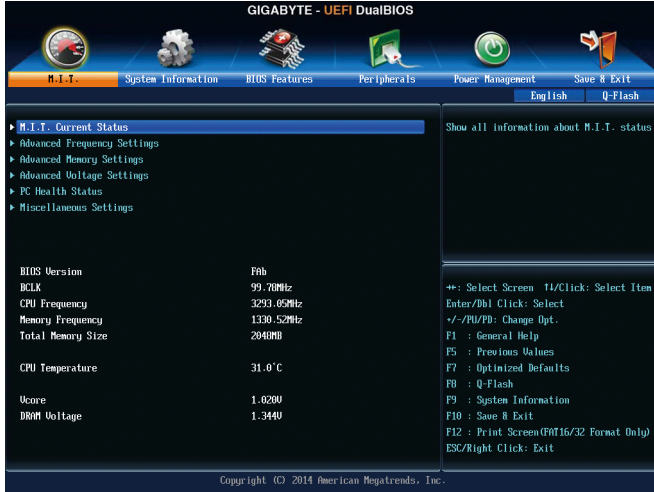 GIGABYTE - UEFI DualBIOS
M.I.T.
System Information
BIOS Features
Peripherals
Power Management
Save & Exit
English
Q-Flash
M.I.T. Current Status
Advanced Frequency Settings
Advanced Memory Settings
Advanced Voltage Settings
PC Health Status
Miscellaneous Settings
Show all information about M.I.T. status
BIOS Version FAb
BCLK 99.78MHz
CPU Frequency 3293.05MHz
Memory Frequency 1330.52MHz
Total Memory Size 2048MB
CPU Temperature 31.0°C
Vcore 1.020V
DRAM Voltage 1.344V
→←: Select Screen ↑↓/Click: Select Item
Enter/Dbl Click: Select
+/-/PU/PD: Change Opt.
F1 : General Help
F5 : Previous Values
F7 : Optimized Defaults
F8 : Q-Flash
F9 : System Information
F10 : Save & Exit
F12 : Print Screen(FAT16/32 Format Only)
ESC/Right Click: Exit
Copyright (C) 2014 American Megatrends, Inc.